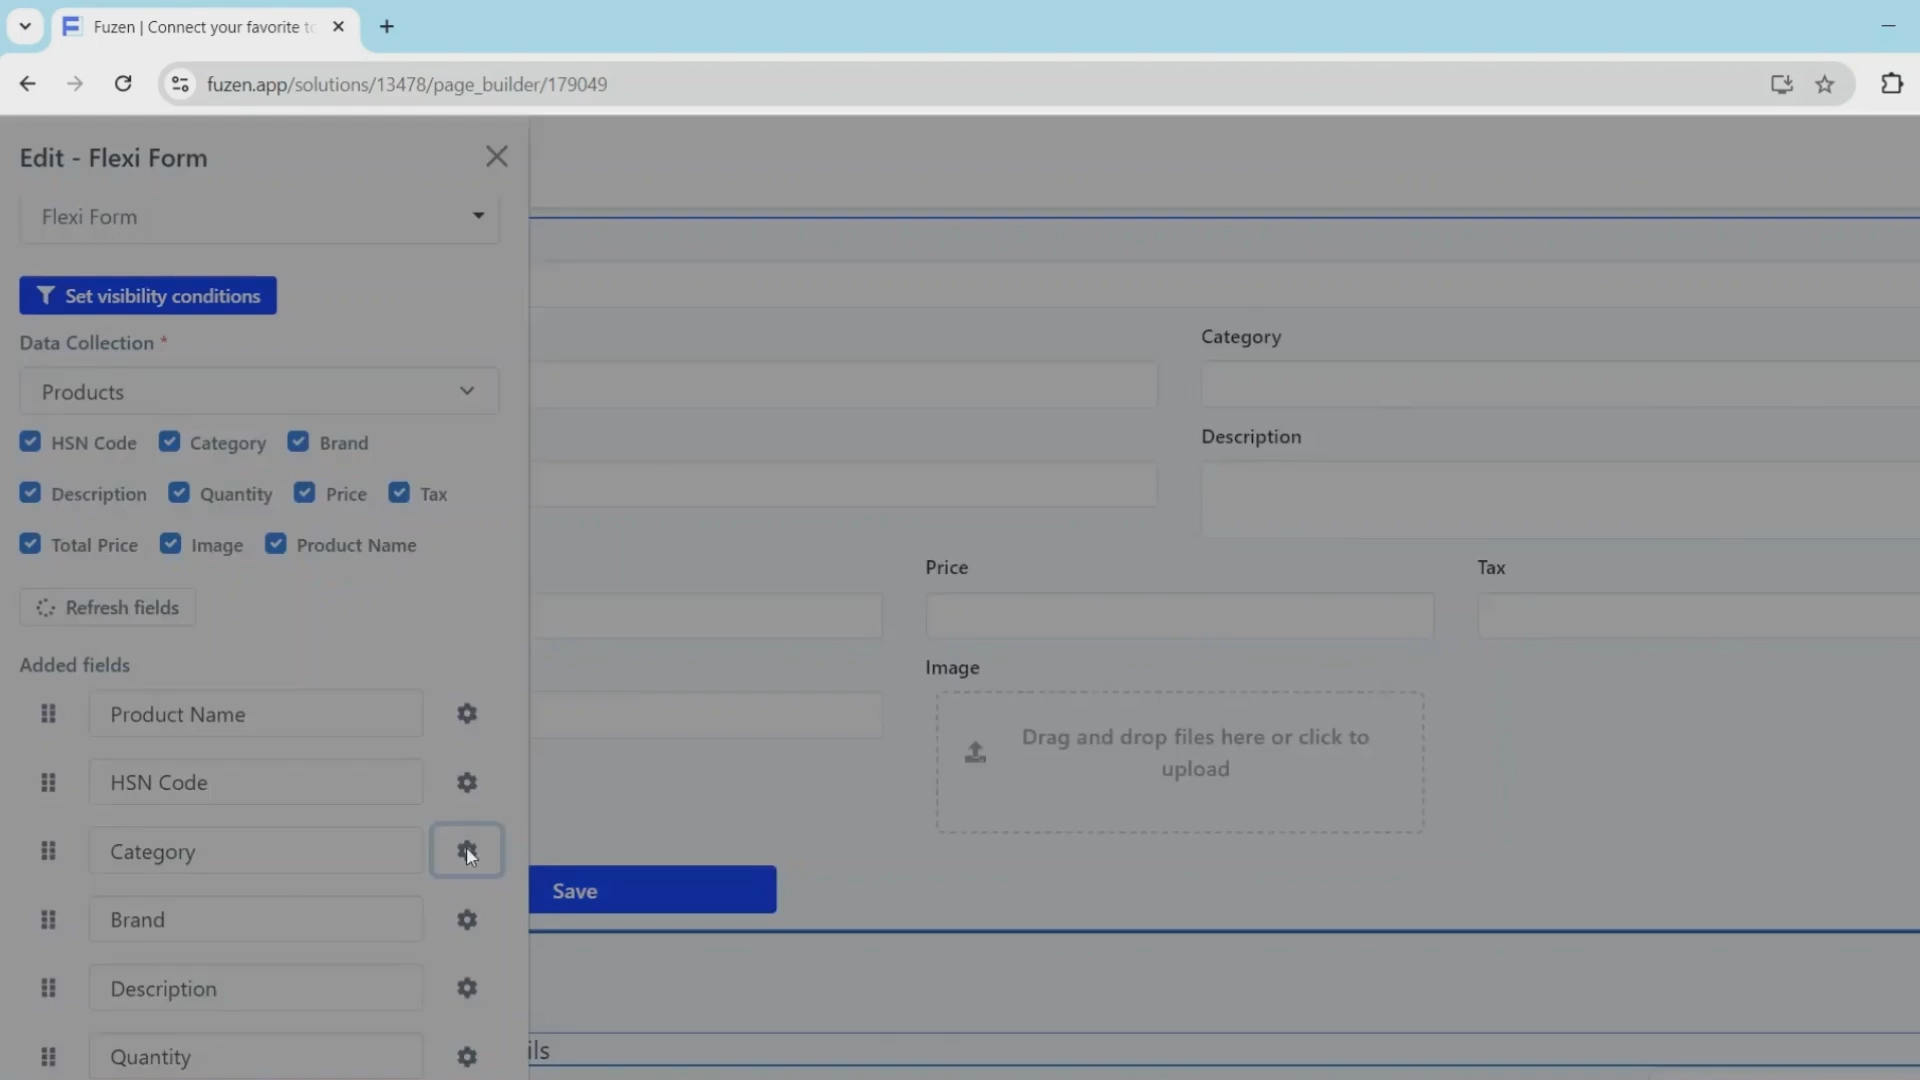 Fuzen | Connect your favorite to
fuzen.app/solutions/13478/page_builder/179049
Edit - Flexi Form
Flexi Form
Set visibility conditions
Data Collection *
Products
HSN Code Category Brand
Description Quantity Price Tax
Total Price Image Product Name
Refresh fields
Added fields
Product Name
HSN Code
Category
Brand
Description
Quantity
Category
Description
Price Tax
Image
Drag and drop files here or click to
upload
Save
ils